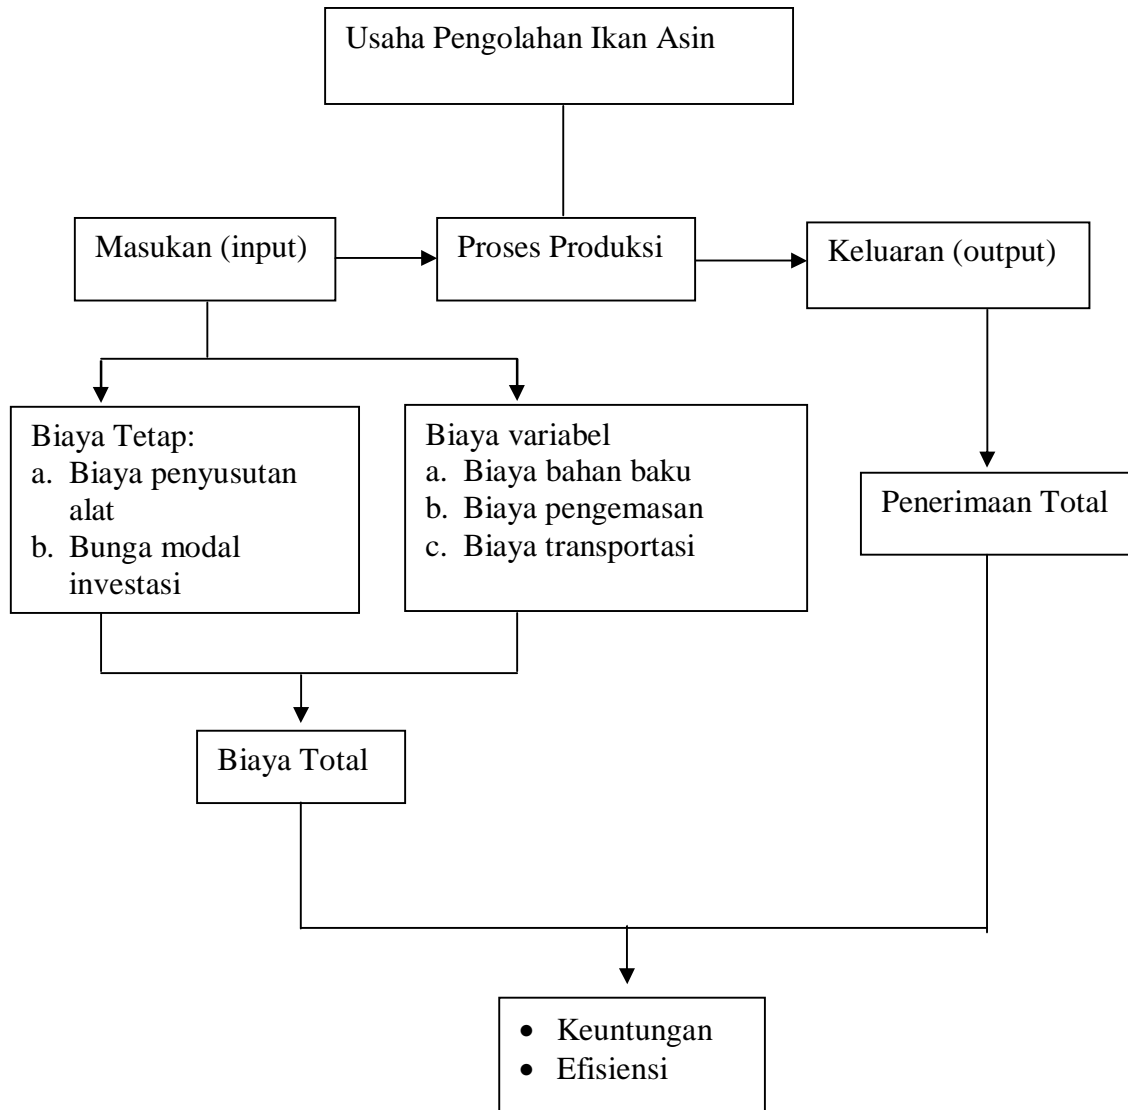 Usaha Pengolahan Ikan Asin
Masukan (input)
Proses Produksi
Keluaran (output)
Biaya Tetap:
a. Biaya penyusutan
alat
b. Bunga modal
investasi
Biaya variabel
a. Biaya bahan baku
b. Biaya pengemasan
c. Biaya transportasi
Penerimaan Total
Biaya Total
• Keuntungan
• Efisiensi